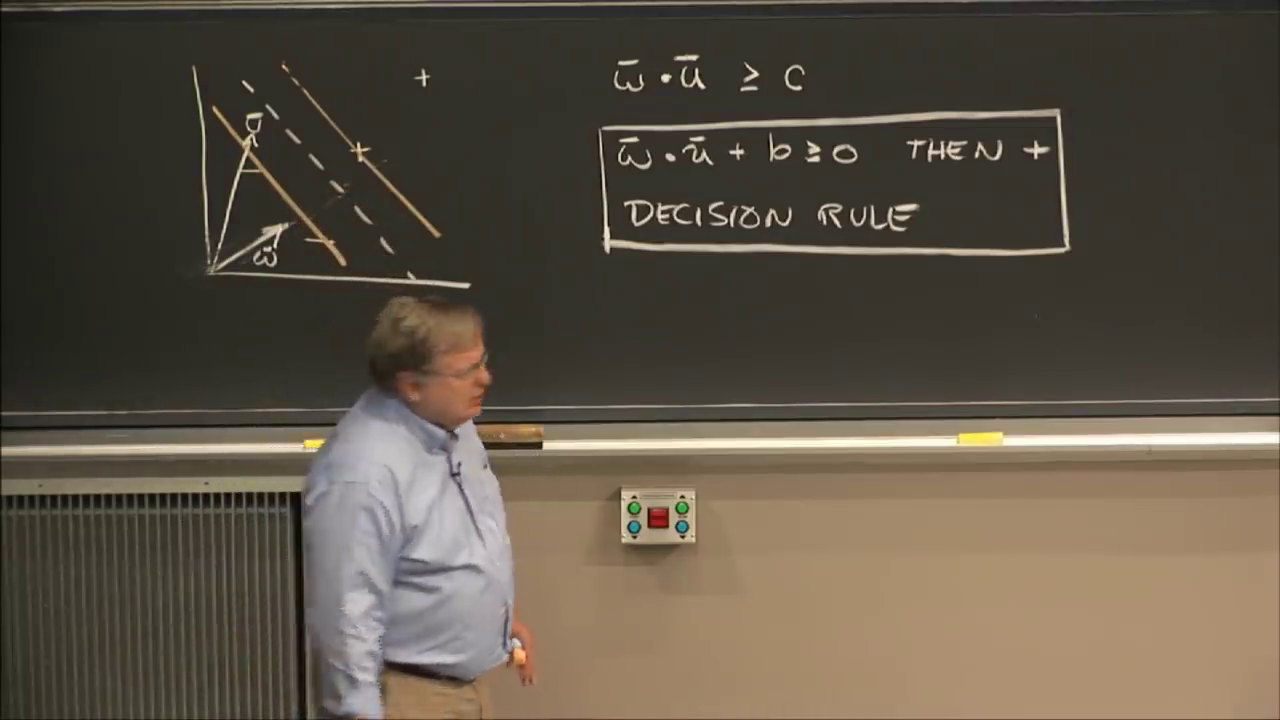 +
ū
+
w̄
w̄ · ū ≥ C
w̄ · ū + b ≥ 0 THEN +
DECISION RULE